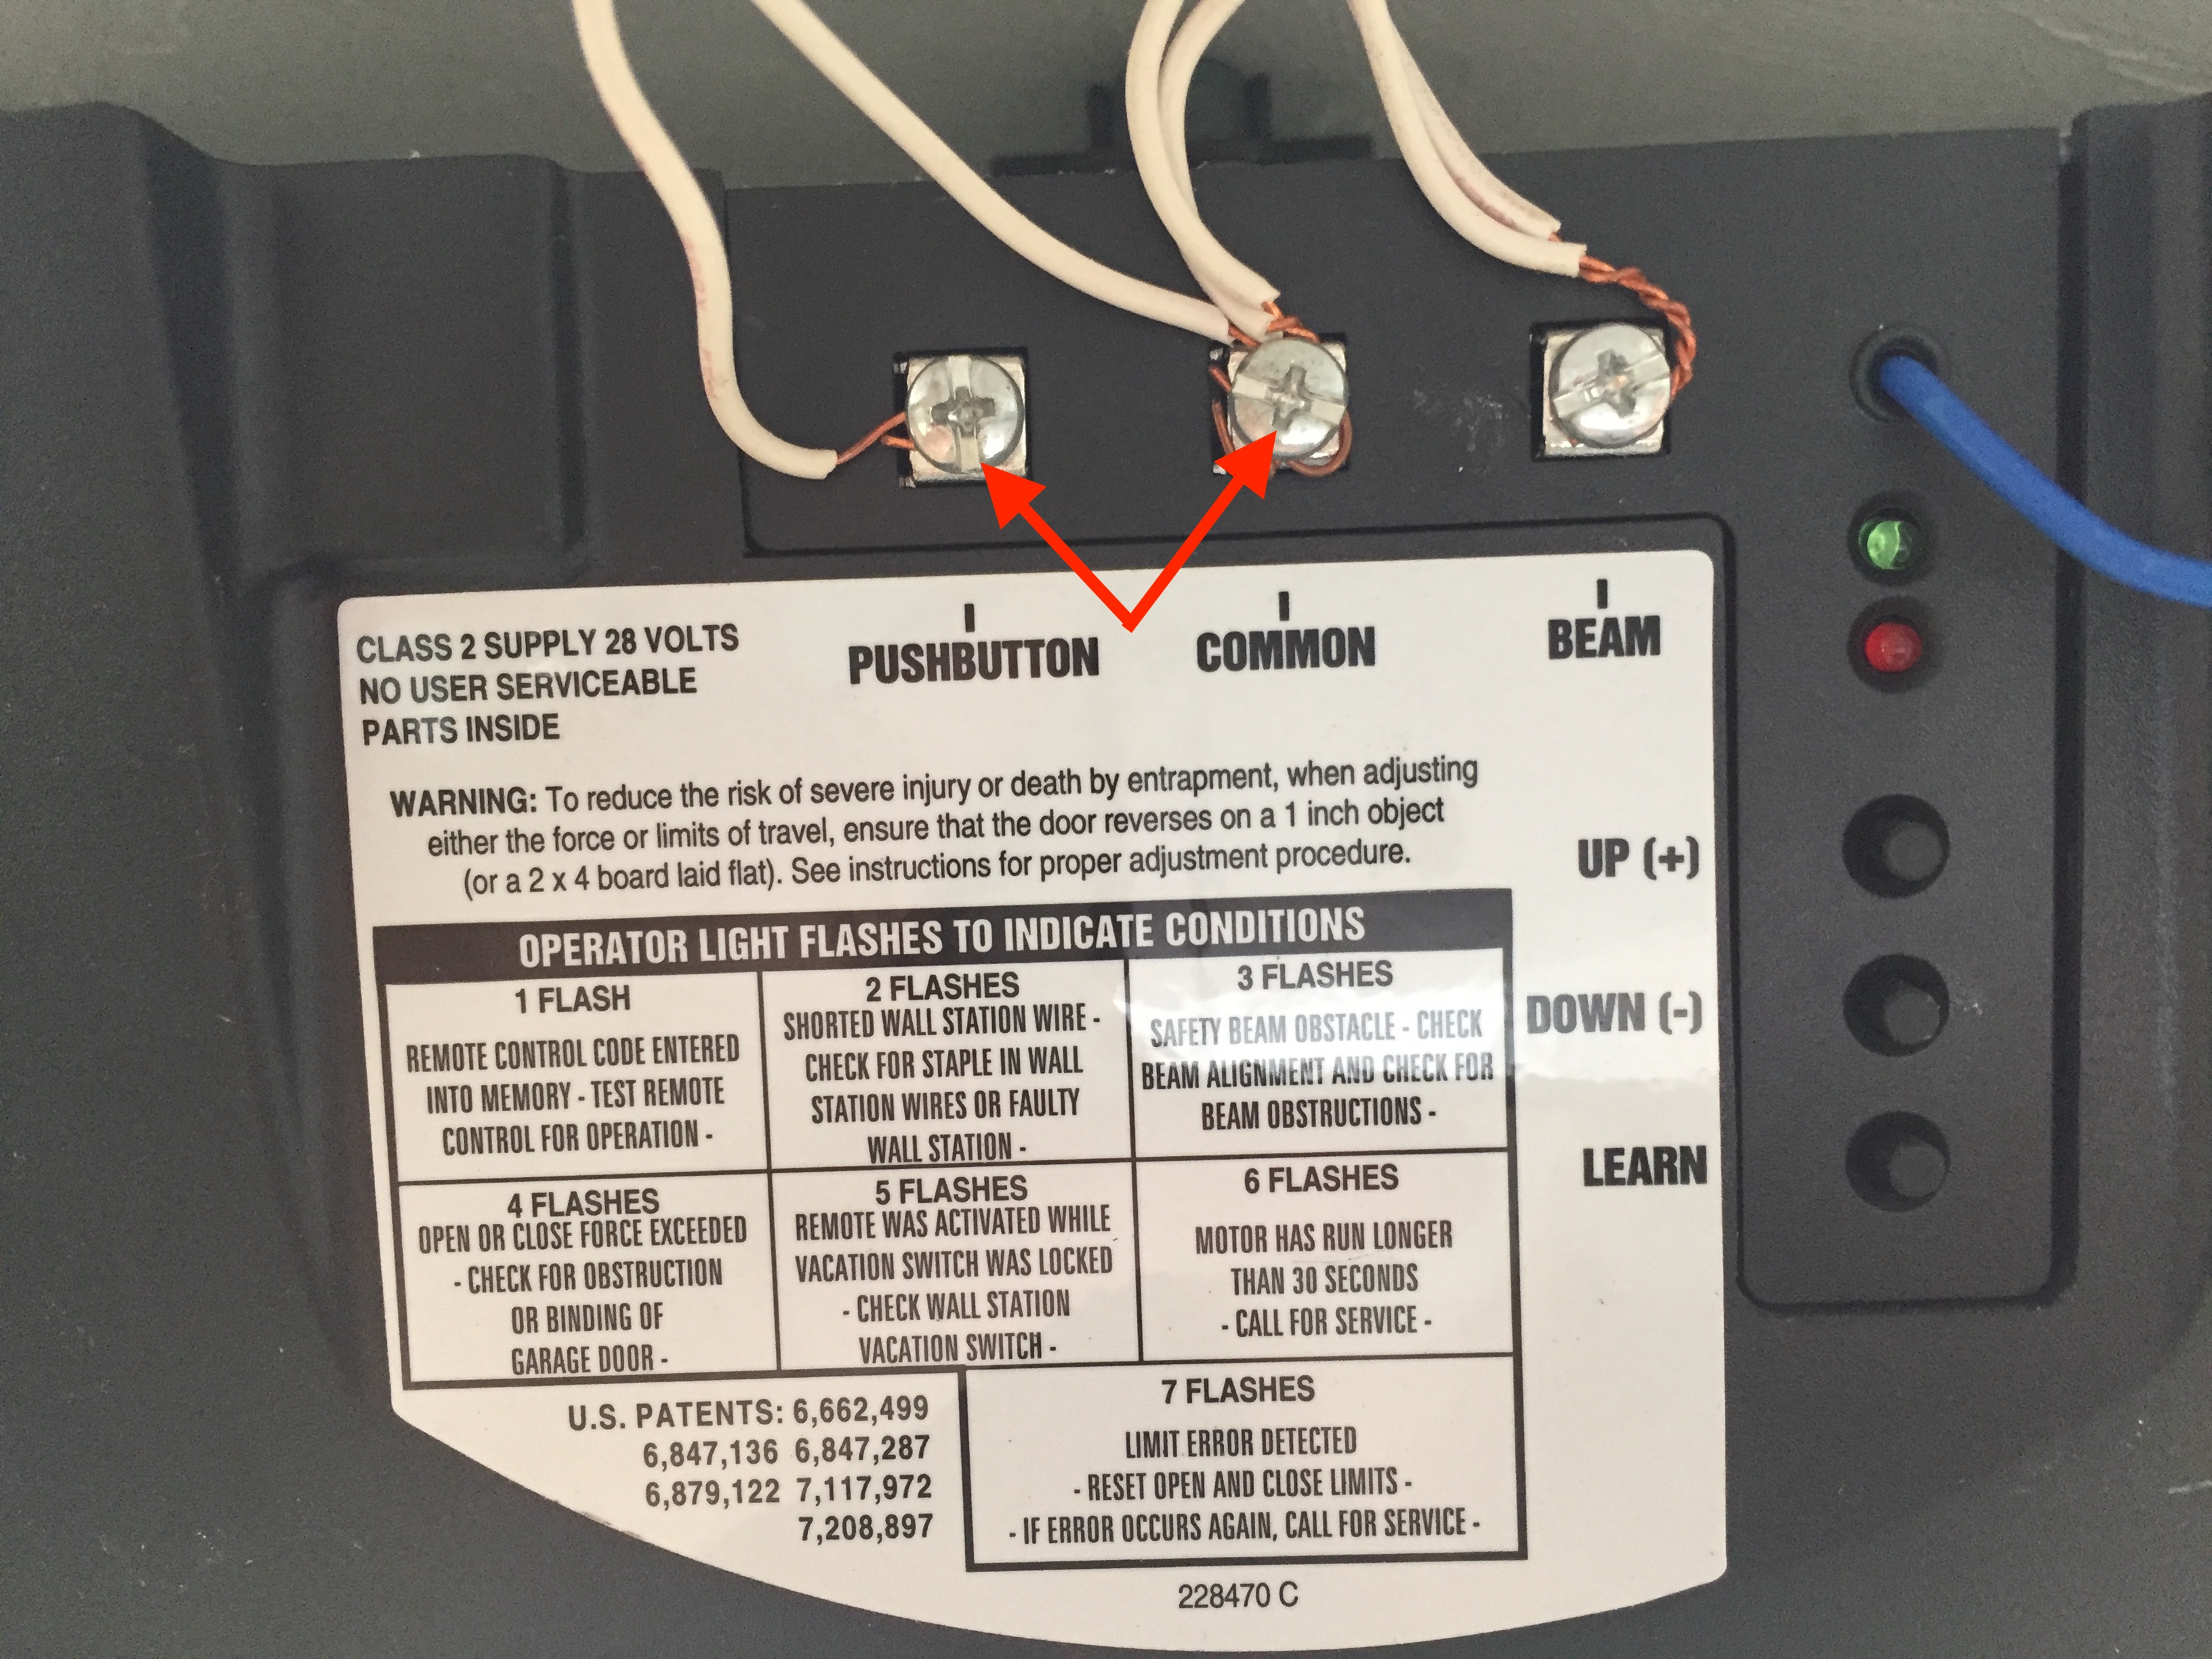 PUSHBUTTON
COMMON
BEAM
CLASS 2 SUPPLY 28 VOLTS
NO USER SERVICEABLE
PARTS INSIDE
WARNING: To reduce the risk of severe injury or death by entrapment, when adjusting
either the force or limits of travel, ensure that the door reverses on a 1 inch object
(or a 2 x 4 board laid flat). See instructions for proper adjustment procedure.
UP (+)
DOWN (-)
LEARN
OPERATOR LIGHT FLASHES TO INDICATE CONDITIONS
1 FLASH
REMOTE CONTROL CODE ENTERED
INTO MEMORY - TEST REMOTE
CONTROL FOR OPERATION -
2 FLASHES
SHORTED WALL STATION WIRE -
CHECK FOR STAPLE IN WALL
STATION WIRES OR FAULTY
WALL STATION -
3 FLASHES
SAFETY BEAM OBSTACLE - CHECK
BEAM ALIGNMENT AND CHECK FOR
BEAM OBSTRUCTIONS -
4 FLASHES
OPEN OR CLOSE FORCE EXCEEDED
- CHECK FOR OBSTRUCTION
OR BINDING OF
GARAGE DOOR -
5 FLASHES
REMOTE WAS ACTIVATED WHILE
VACATION SWITCH WAS LOCKED
- CHECK WALL STATION
VACATION SWITCH -
6 FLASHES
MOTOR HAS RUN LONGER
THAN 30 SECONDS
- CALL FOR SERVICE -
7 FLASHES
LIMIT ERROR DETECTED
- RESET OPEN AND CLOSE LIMITS -
- IF ERROR OCCURS AGAIN, CALL FOR SERVICE -
U.S. PATENTS: 6,662,499
6,847,136 6,847,287
6,879,122 7,117,972
7,208,897
228470 C